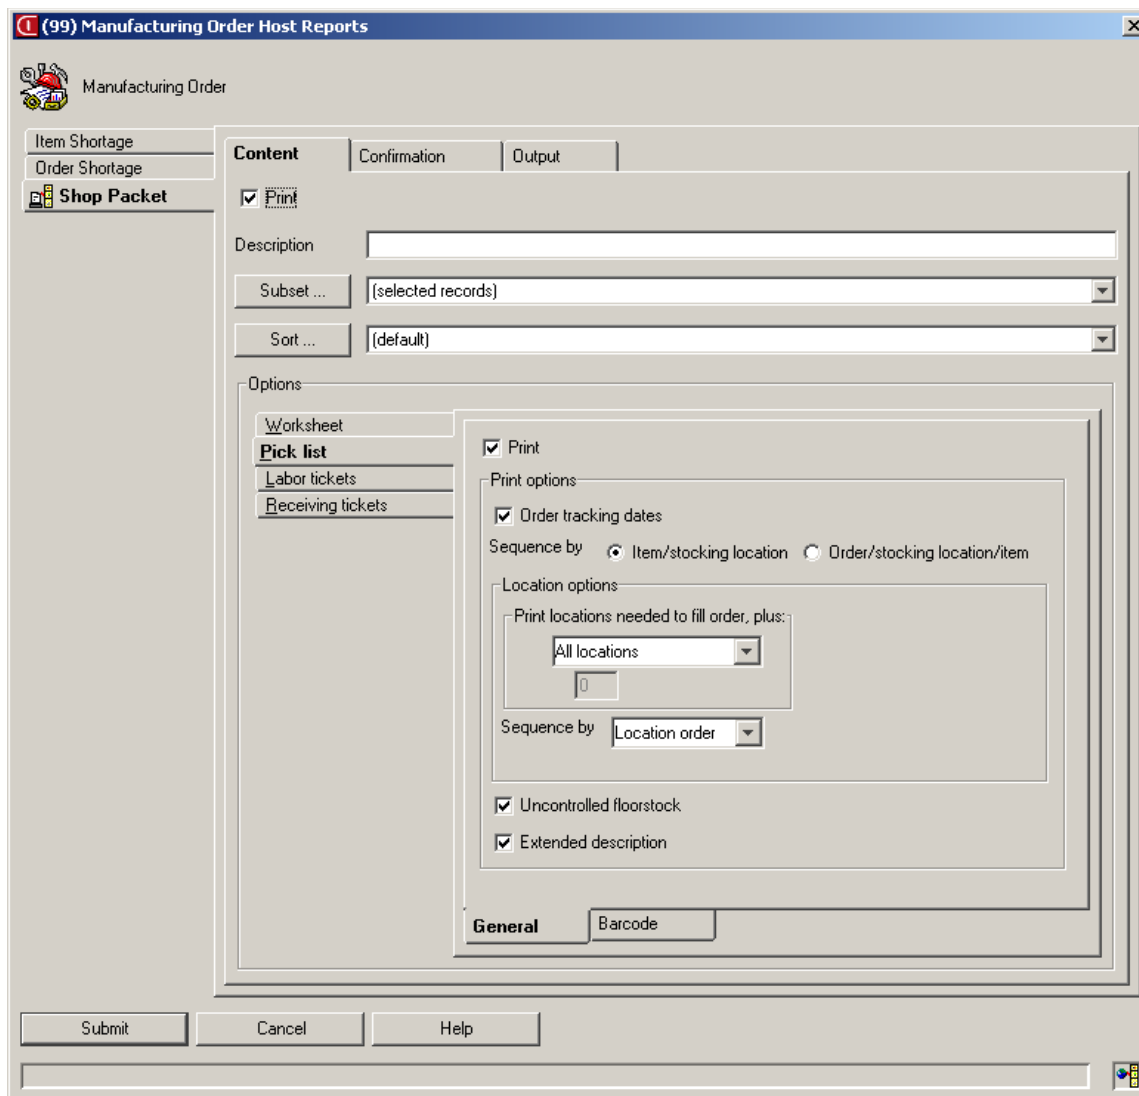 (99) Manufacturing Order Host Reports
Manufacturing Order
Item Shortage
Order Shortage
Shop Packet
Content Confirmation Output
Print
Description
Subset ... (selected records)
Sort ... (default)
Options
Worksheet
Pick list
Labor tickets
Receiving tickets
Print
Print options
Order tracking dates
Sequence by Item/stocking location Order/stocking location/item
Location options
Print locations needed to fill order, plus:
All locations
0
Sequence by Location order
Uncontrolled floorstock
Extended description
General Barcode
Submit Cancel Help